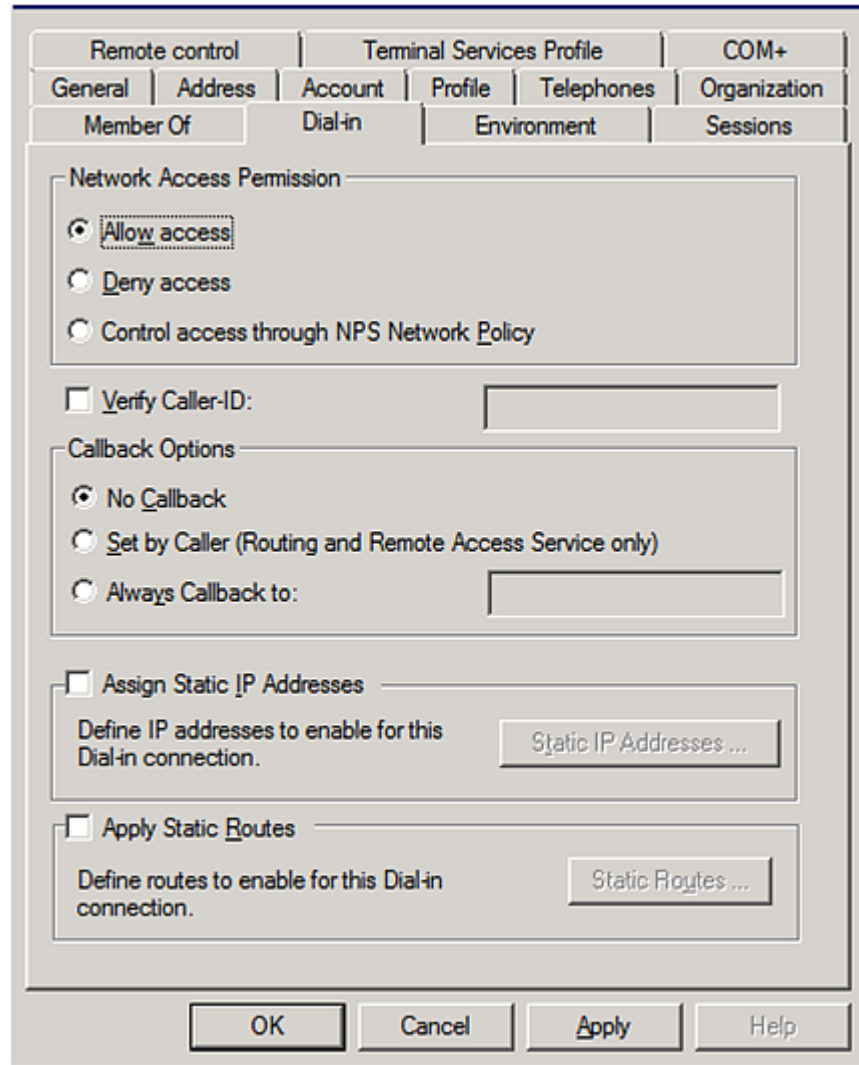 Remote control Terminal Services Profile COM+
General Address Account Profile Telephones Organization
Member Of Dial-in Environment Sessions
Network Access Permission
Allow access
Deny access
Control access through NPS Network Policy
Verify Caller-ID:
Callback Options
No Callback
Set by Caller (Routing and Remote Access Service only)
Always Callback to:
Assign Static IP Addresses
Define IP addresses to enable for this
Dial-in connection.
Static IP Addresses ...
Apply Static Routes
Define routes to enable for this Dial-in
connection.
Static Routes ...
OK Cancel Apply Help